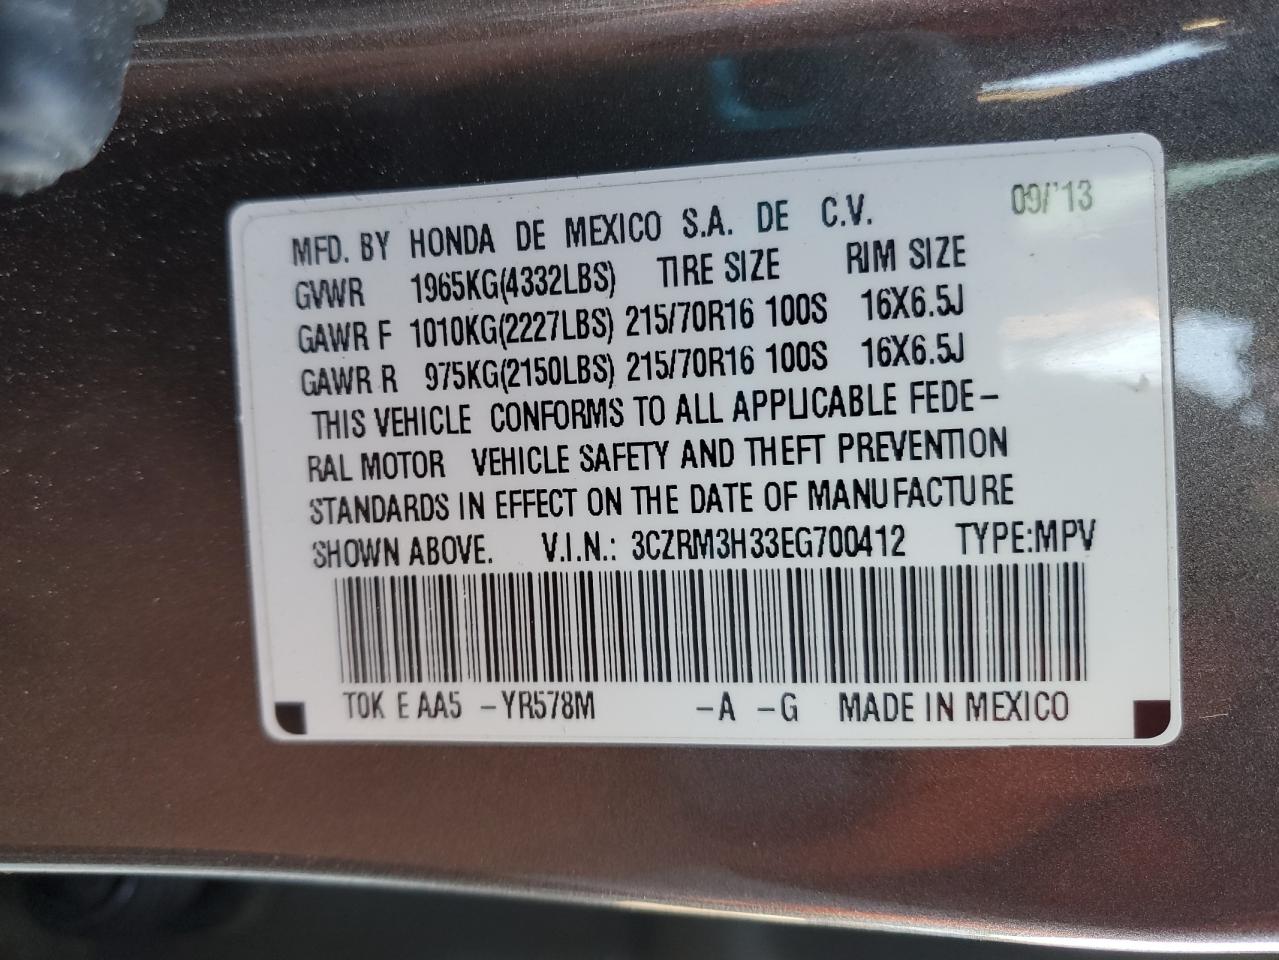 MFD. BY HONDA DE MEXICO S.A. DE C.V. 09/'13
GVWR 1965KG(4332LBS) TIRE SIZE RIM SIZE
GAWR F 1010KG(2227LBS) 215/70R16 100S 16X6.5J
GAWR R 975KG(2150LBS) 215/70R16 100S 16X6.5J
THIS VEHICLE CONFORMS TO ALL APPLICABLE FEDE-
RAL MOTOR VEHICLE SAFETY AND THEFT PREVENTION
STANDARDS IN EFFECT ON THE DATE OF MANUFACTURE
SHOWN ABOVE. V.I.N.: 3CZRM3H33EG700412 TYPE:MPV
T0K E AA5 -YR578M -A -G MADE IN MEXICO